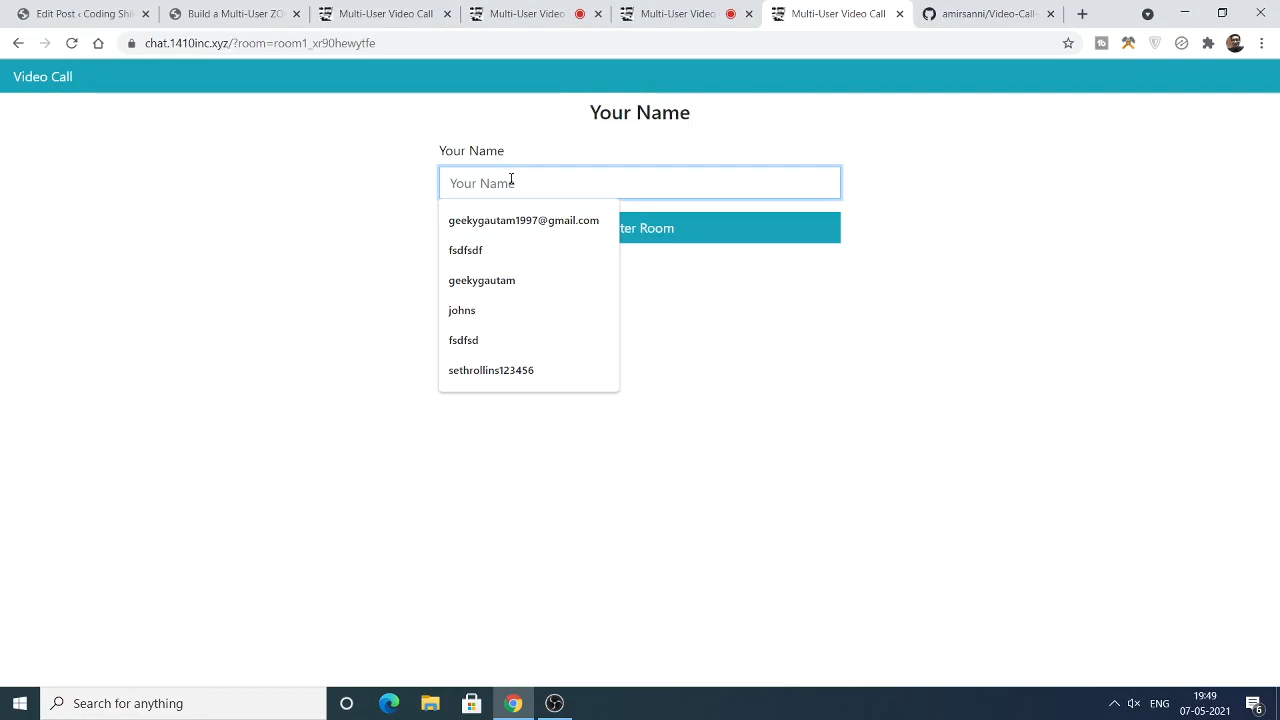 Edit Post ‹ Coding Shi
Build a Multi-User ZO
Multi-User Video Call
Multi-User Video
Multi-User Video
Multi-User Video Call
amirsanni/Video-Call-
chat.1410inc.xyz/?room=room1_xr90hewytfe
Video Call
Your Name
Your Name
Your Name
geekygautam1997@gmail.com
ter Room
fsdfsdf
geekygautam
johns
fsdfsd
sethrollins123456
Search for anything
ENG
19:49
07-05-2021
6